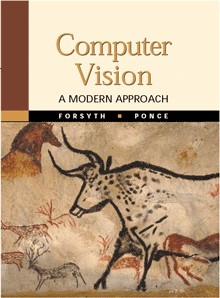 Computer
Vision
A MODERN APPROACH
FORSYTH ▪ PONCE